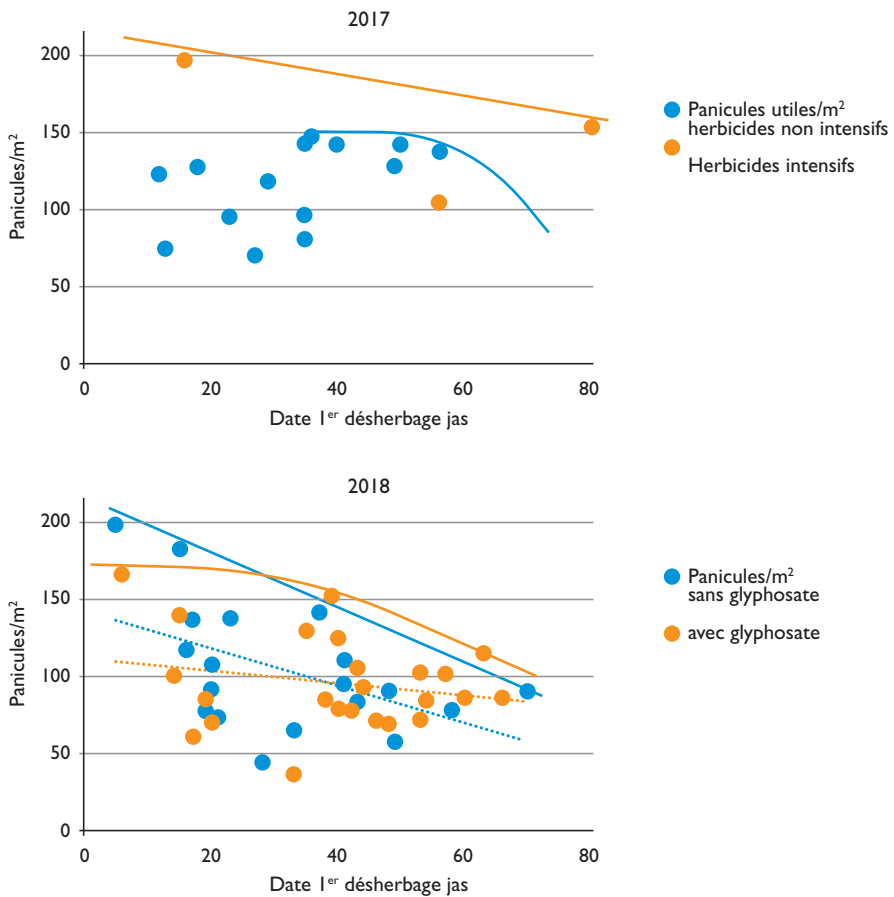 2017
Panicules/m²
200
150
100
50
0
0 20 40 60 80
Date 1er désherbage jas
Panicules utiles/m²
herbicides non intensifs
Herbicides intensifs
2018
Panicules/m²
200
150
100
50
0
0 20 40 60 80
Date 1er désherbage jas
Panicules/m²
sans glyphosate
avec glyphosate